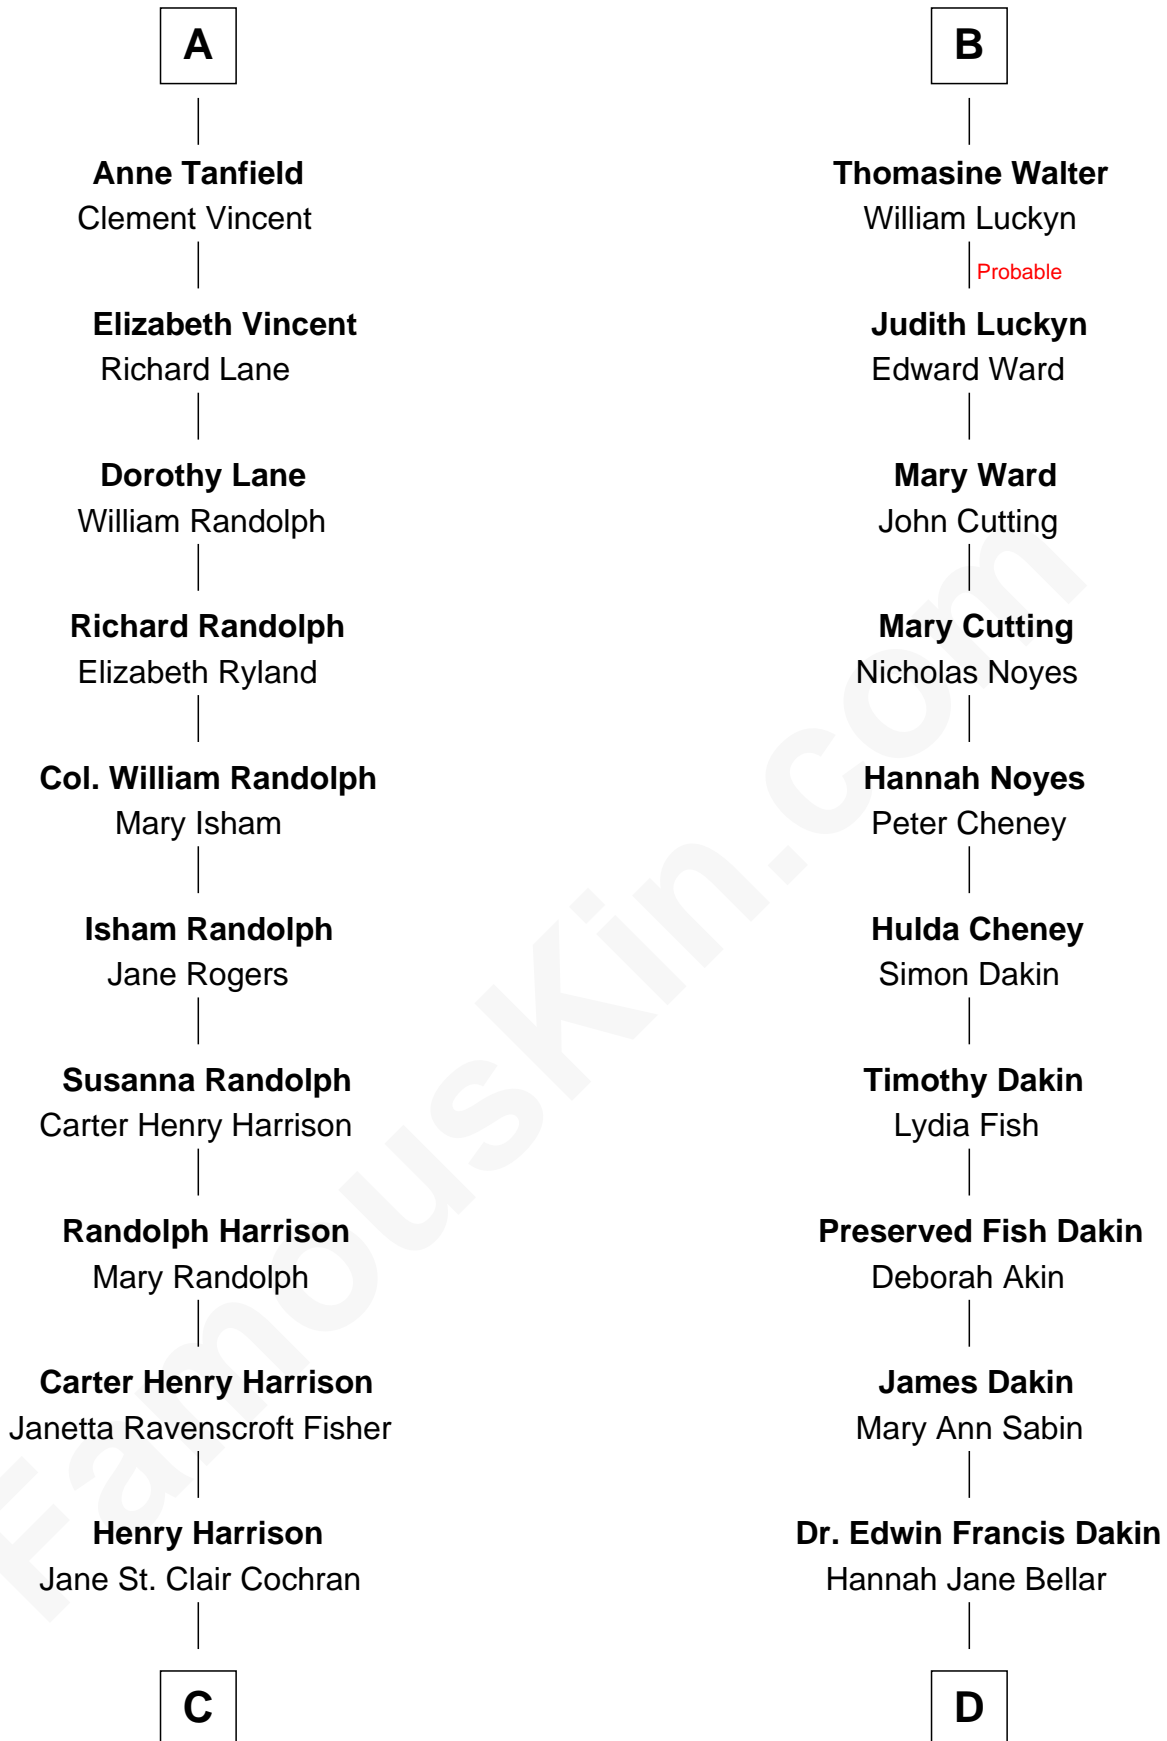 A
Anne Tanfield
Clement Vincent
Elizabeth Vincent
Richard Lane
Dorothy Lane
William Randolph
Richard Randolph
Elizabeth Ryland
Col. William Randolph
Mary Isham
Isham Randolph
Jane Rogers
Susanna Randolph
Carter Henry Harrison
Randolph Harrison
Mary Randolph
Carter Henry Harrison
Janetta Ravenscroft Fisher
Henry Harrison
Jane St. Clair Cochran
C
B
Thomasine Walter
William Luckyn
Probable
Judith Luckyn
Edward Ward
Mary Ward
John Cutting
Mary Cutting
Nicholas Noyes
Hannah Noyes
Peter Cheney
Hulda Cheney
Simon Dakin
Timothy Dakin
Lydia Fish
Preserved Fish Dakin
Deborah Akin
James Dakin
Mary Ann Sabin
Dr. Edwin Francis Dakin
Hannah Jane Bellar
D
FamousKin.com